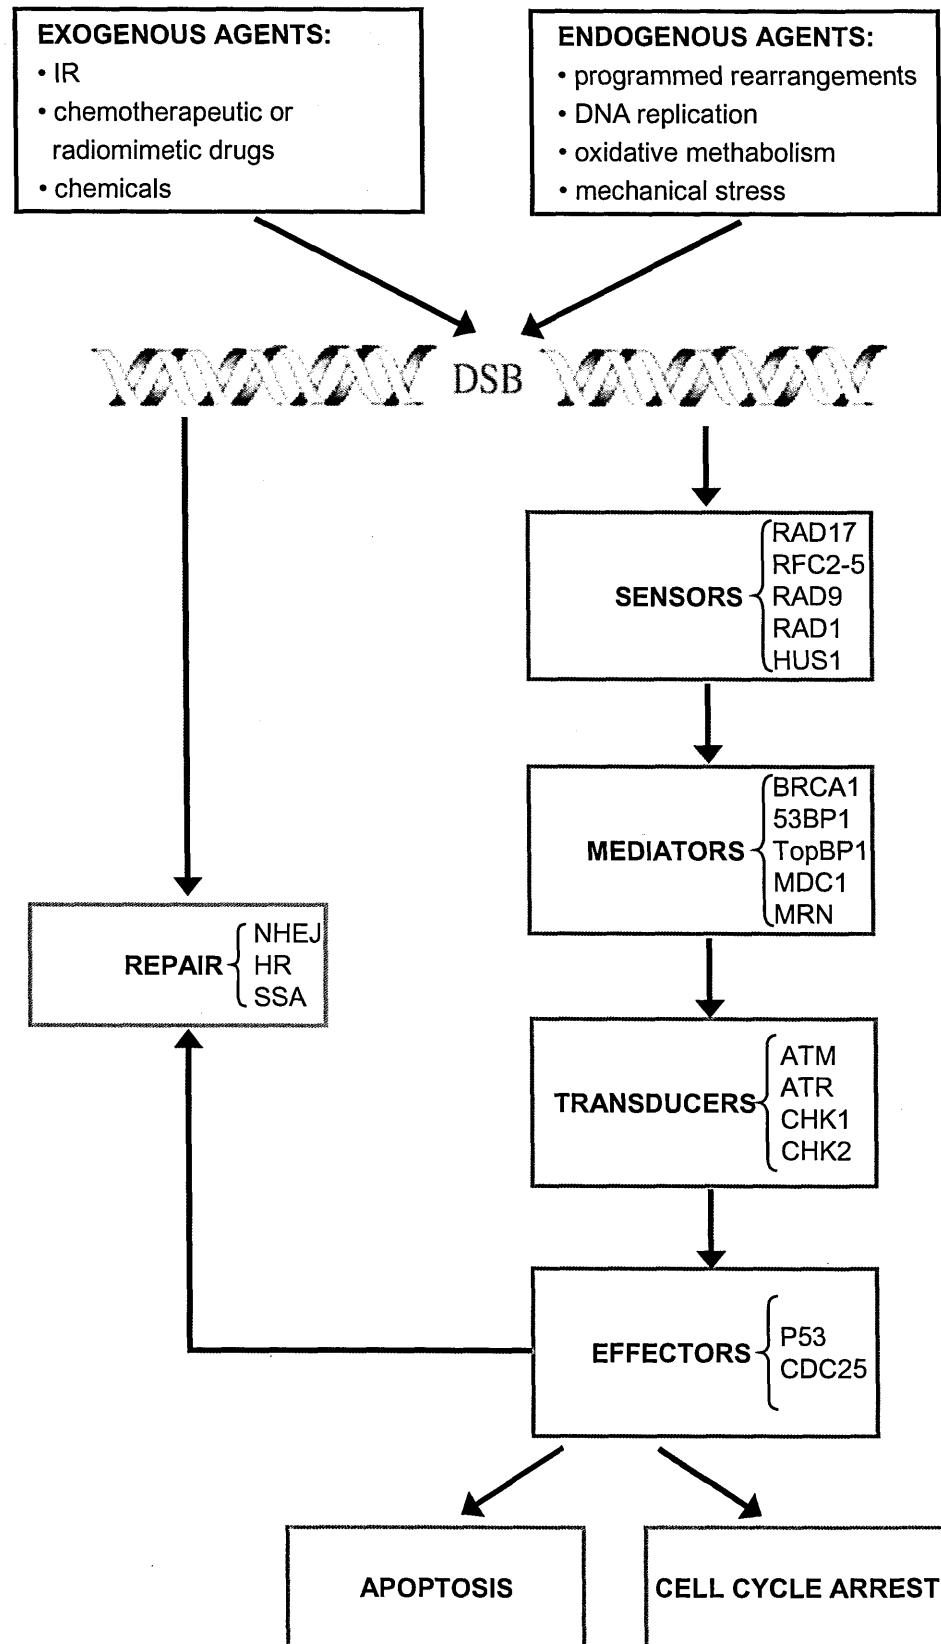 EXOGENOUS AGENTS:
• IR
• chemotherapeutic or
radiomimetic drugs
• chemicals
ENDOGENOUS AGENTS:
• programmed rearrangements
• DNA replication
• oxidative methabolism
• mechanical stress
DSB
SENSORS
RAD17
RFC2-5
RAD9
RAD1
HUS1
MEDIATORS
BRCA1
53BP1
TopBP1
MDC1
MRN
REPAIR
NHEJ
HR
SSA
TRANSDUCERS
ATM
ATR
CHK1
CHK2
EFFECTORS
P53
CDC25
APOPTOSIS
CELL CYCLE ARREST